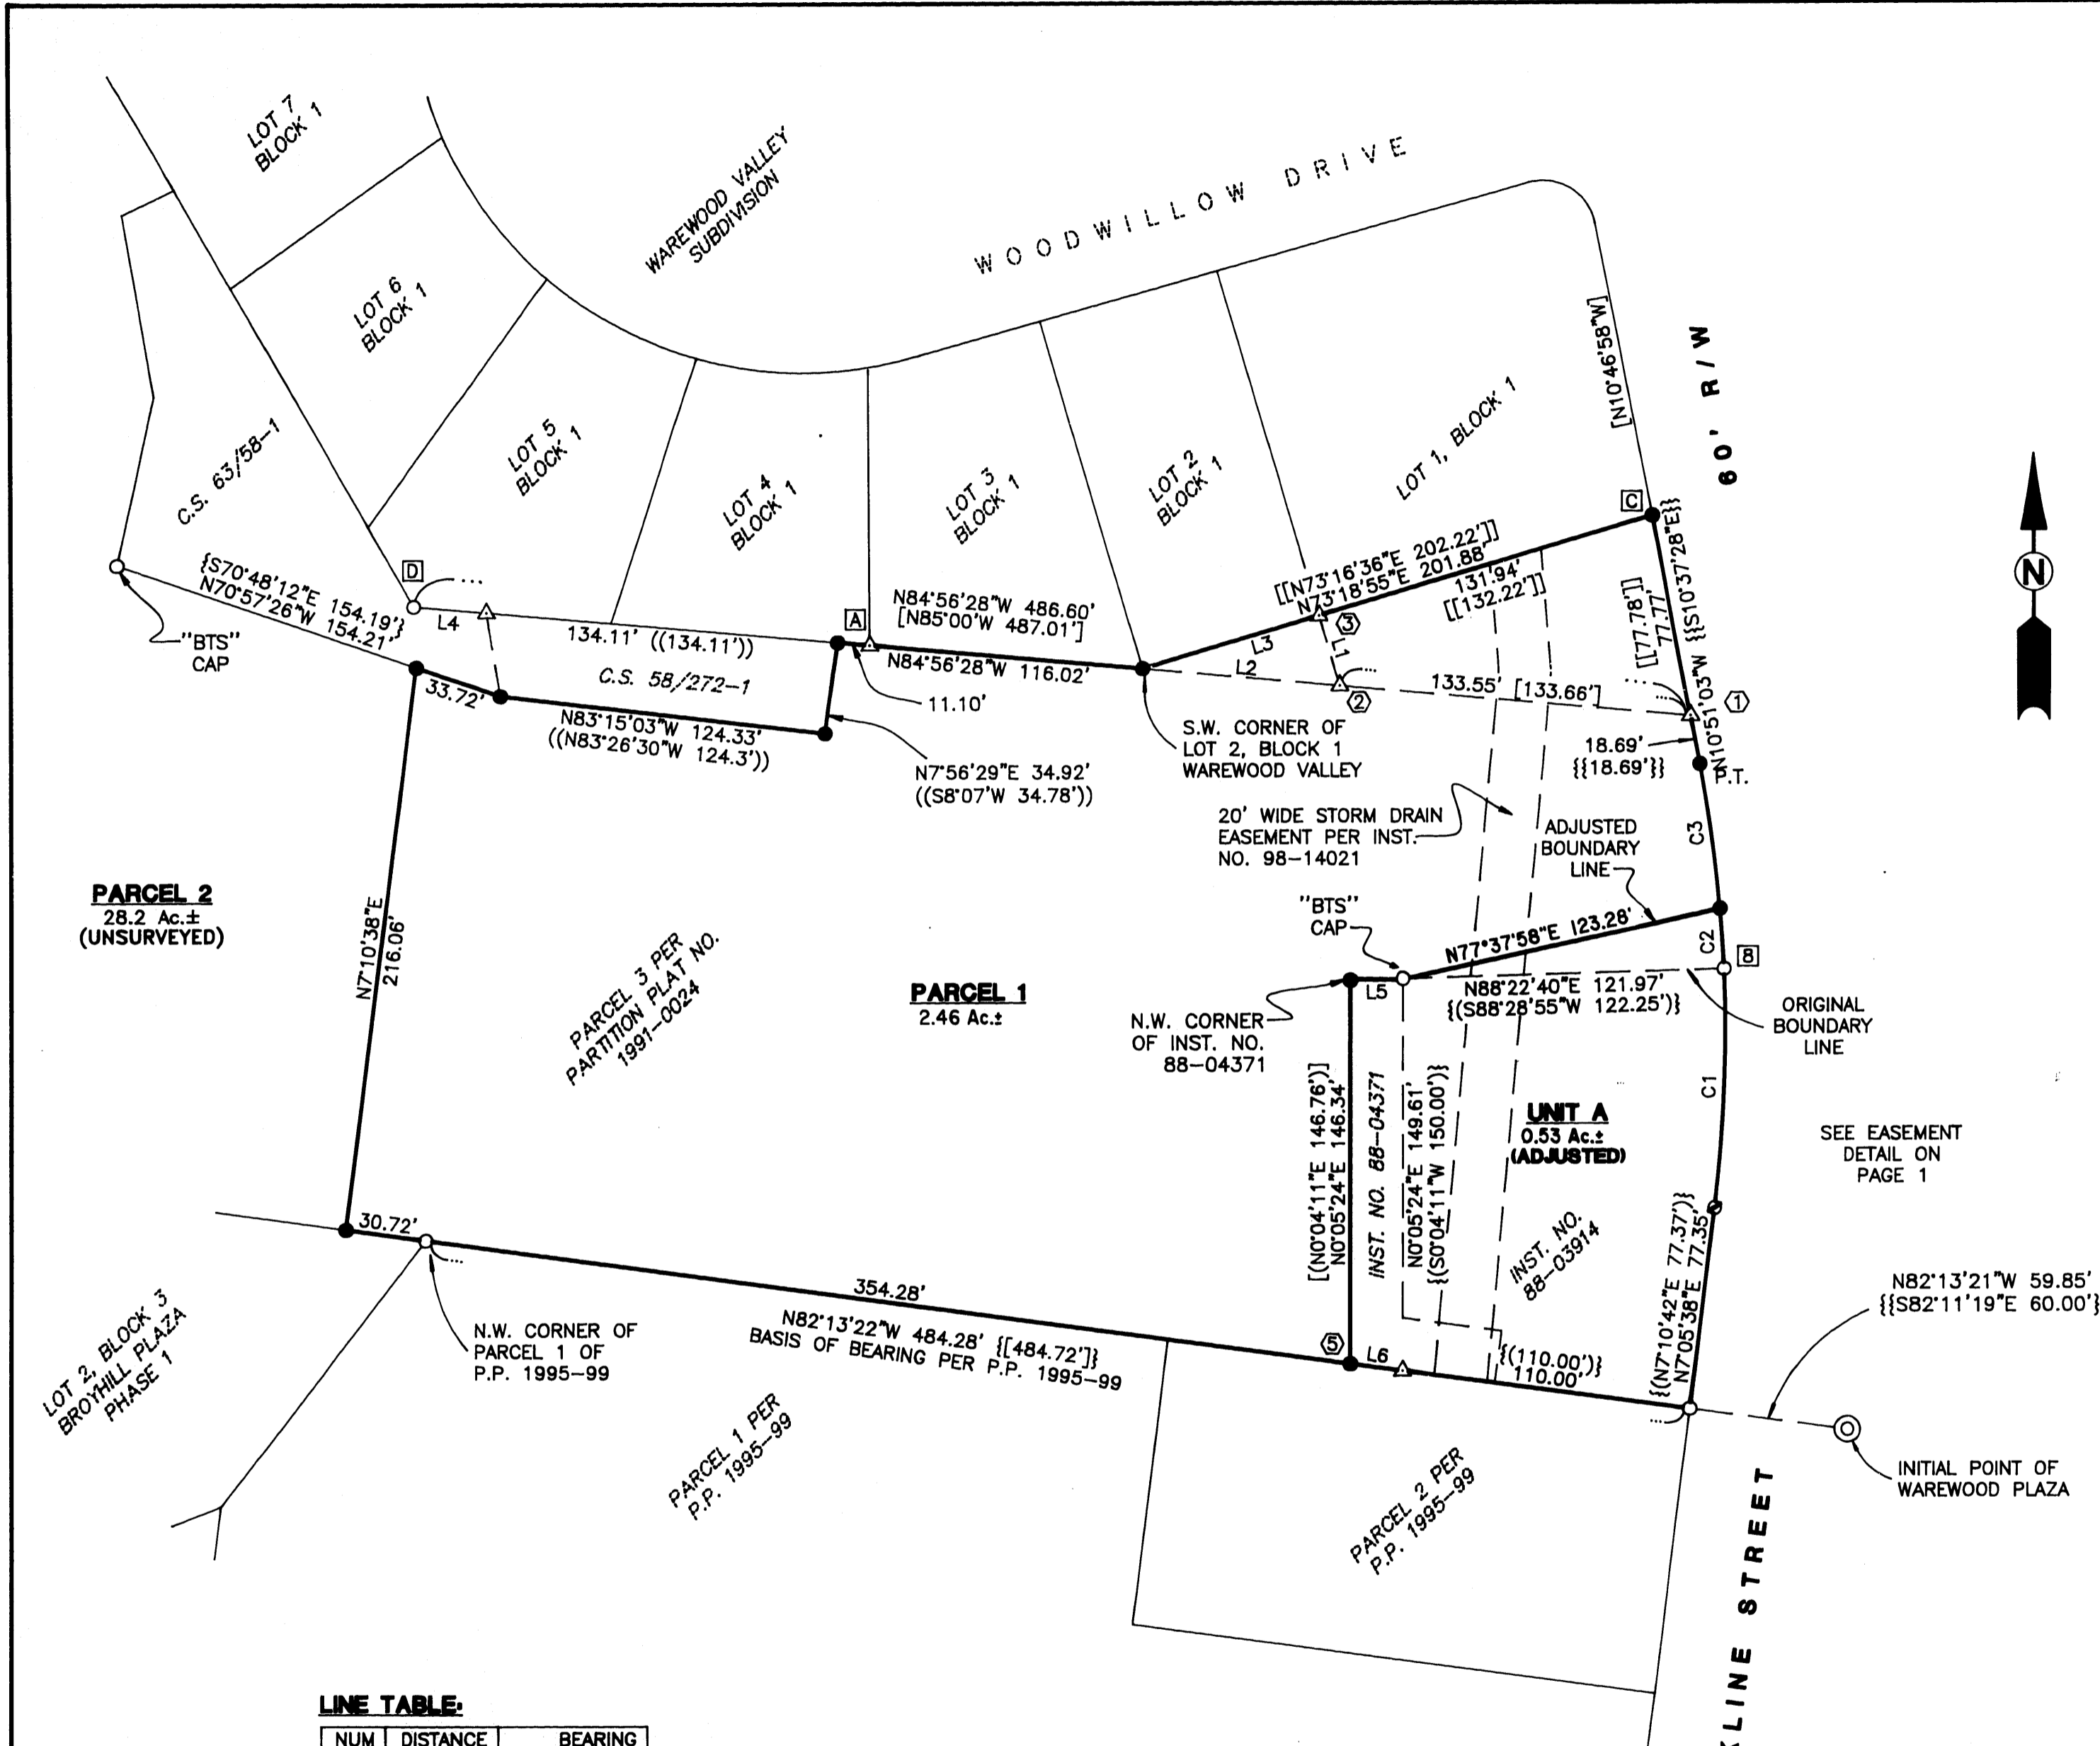 LOT 7
BLOCK 1
WAREWOOD VALLEY
SUBDIVISION
WOODWILLOW DRIVE
LOT 6
BLOCK 1
[N10°46'58"W]
60' R/W
LOT 5
BLOCK 1
LOT 4
BLOCK 1
LOT 3
BLOCK 1
LOT 2
BLOCK 1
LOT 1, BLOCK 1
C.S. 63/58-1
C
N
{S70°48'12"E 154.19'}
N70°57'26"W 154.21'
"BTS"
CAP
D
L4
134.11' ((134.11'))
C.S. 58/272-1
33.72'
N83°15'03"W 124.33'
((N83°26'30"W 124.3'))
A
N84°56'28"W 486.60'
[N85°00'W 487.01']
N84°56'28"W 116.02'
11.10'
N7°56'29"E 34.92'
((S8°07'W 34.78'))
[[N73°16'36"E 202.22']]
N73°18'55"E 201.88'
131.94'
[[132.22']]
L3
L1
L2
3
2
1
133.55' [133.66']
[[77.78']]
77.77'
N10°51'03"W {{S10°37'28"E}}
18.69'
{{18.69'}}
P.T.
S.W. CORNER OF
LOT 2, BLOCK 1
WAREWOOD VALLEY
20' WIDE STORM DRAIN
EASEMENT PER INST.
NO. 98-14021
ADJUSTED
BOUNDARY
LINE
C3
"BTS"
CAP
N77°37'58"E 123.28'
C2
8
PARCEL 2
28.2 Ac.±
(UNSURVEYED)
N7°10'38"E
216.06'
PARCEL 3 PER
PARTITION PLAT NO.
1991-0024
PARCEL 1
2.46 Ac.±
L5
N88°22'40"E 121.97'
{(S88°28'55"W 122.25')}
N.W. CORNER
OF INST. NO.
88-04371
ORIGINAL
BOUNDARY
LINE
C1
[(N0°04'11"E 146.76')]
N0°05'24"E 146.34'
INST. NO. 88-04371
N0°05'24"E 149.61'
{(S0°04'11"W 150.00')}
UNIT A
0.53 Ac.±
(ADJUSTED)
SEE EASEMENT
DETAIL ON
PAGE 1
INST. NO.
88-03914
{(N7°10'42"E 77.37')}
N7°05'38"E 77.35'
N82°13'21"W 59.85'
{{S82°11'19"E 60.00'}}
30.72'
354.28'
N82°13'22"W 484.28' {[484.72']}
BASIS OF BEARING PER P.P. 1995-99
5
L6
{(110.00')}
110.00'
N.W. CORNER OF
PARCEL 1 OF
P.P. 1995-99
LOT 2, BLOCK 3
BROYHILL PLAZA
PHASE 1
PARCEL 1 PER
P.P. 1995-99
PARCEL 2 PER
P.P. 1995-99
INITIAL POINT OF
WAREWOOD PLAZA
KLINE STREET
LINE TABLE:
NUM DISTANCE BEARING